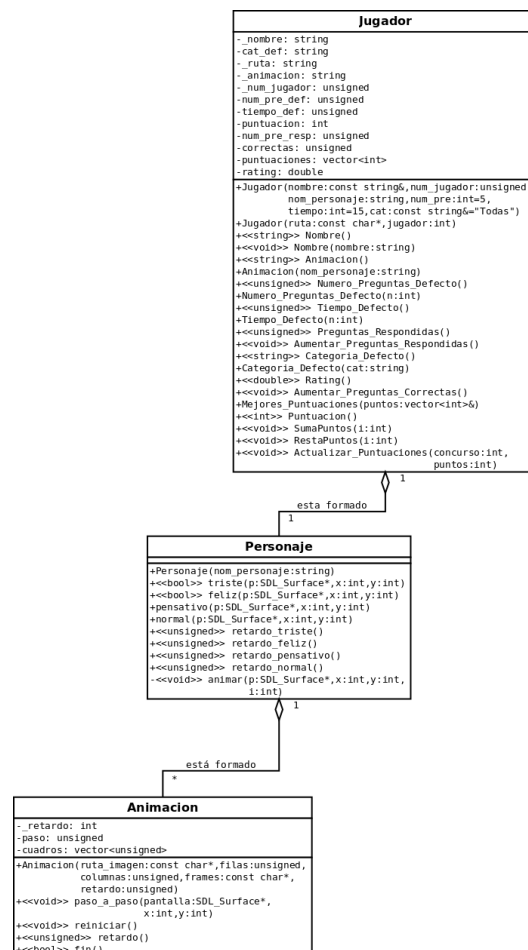 Jugador
-_nombre: string
-cat_def: string
-_ruta: string
-_animacion: string
-_num_jugador: unsigned
-num_pre_def: unsigned
-tiempo_def: unsigned
-puntuacion: int
-num_pre_resp: unsigned
-correctas: unsigned
-puntuaciones: vector<int>
-rating: double
+Jugador(nombre:const string&,num_jugador:unsigned
nom_personaje:string,num_pre:int=5,
tiempo:int=15,cat:const string&="Todas")
+Jugador(ruta:const char*,jugador:int)
+<<string>> Nombre()
+<<void>> Nombre(nombre:string)
+<<string>> Animacion()
+Animacion(nom_personaje:string)
+<<unsigned>> Numero_Preguntas_Defecto()
+Numero_Preguntas_Defecto(n:int)
+<<unsigned>> Tiempo_Defecto()
+Tiempo_Defecto(n:int)
+<<unsigned>> Preguntas_Respondidas()
+<<void>> Aumentar_Preguntas_Respondidas()
+<<string>> Categoria_Defecto()
+Categoria_Defecto(cat:string)
+<<double>> Rating()
+<<void>> Aumentar_Preguntas_Correctas()
+Mejores_Puntuaciones(puntos:vector<int>&)
+<<int>> Puntuacion()
+<<void>> SumaPuntos(i:int)
+<<void>> RestaPuntos(i:int)
+<<void>> Actualizar_Puntuaciones(concurso:int,
puntos:int)
1
esta formado
1
Personaje
+Personaje(nom_personaje:string)
+<<bool>> triste(p:SDL_Surface*,x:int,y:int)
+<<bool>> feliz(p:SDL_Surface*,x:int,y:int)
+pensativo(p:SDL_Surface*,x:int,y:int)
+normal(p:SDL_Surface*,x:int,y:int)
+<<unsigned>> retardo_triste()
+<<unsigned>> retardo_feliz()
+<<unsigned>> retardo_pensativo()
+<<unsigned>> retardo_normal()
-<<void>> animar(p:SDL_Surface*,x:int,y:int,
i:int)
1
está formado
*
Animacion
-_retardo: int
-paso: unsigned
-cuadros: vector<unsigned>
+Animacion(ruta_imagen:const char*,filas:unsigned,
columnas:unsigned,frames:const char*,
retardo:unsigned)
+<<void>> paso_a_paso(pantalla:SDL_Surface*,
x:int,y:int)
+<<void>> reiniciar()
+<<unsigned>> retardo()
+<<bool>> fin()